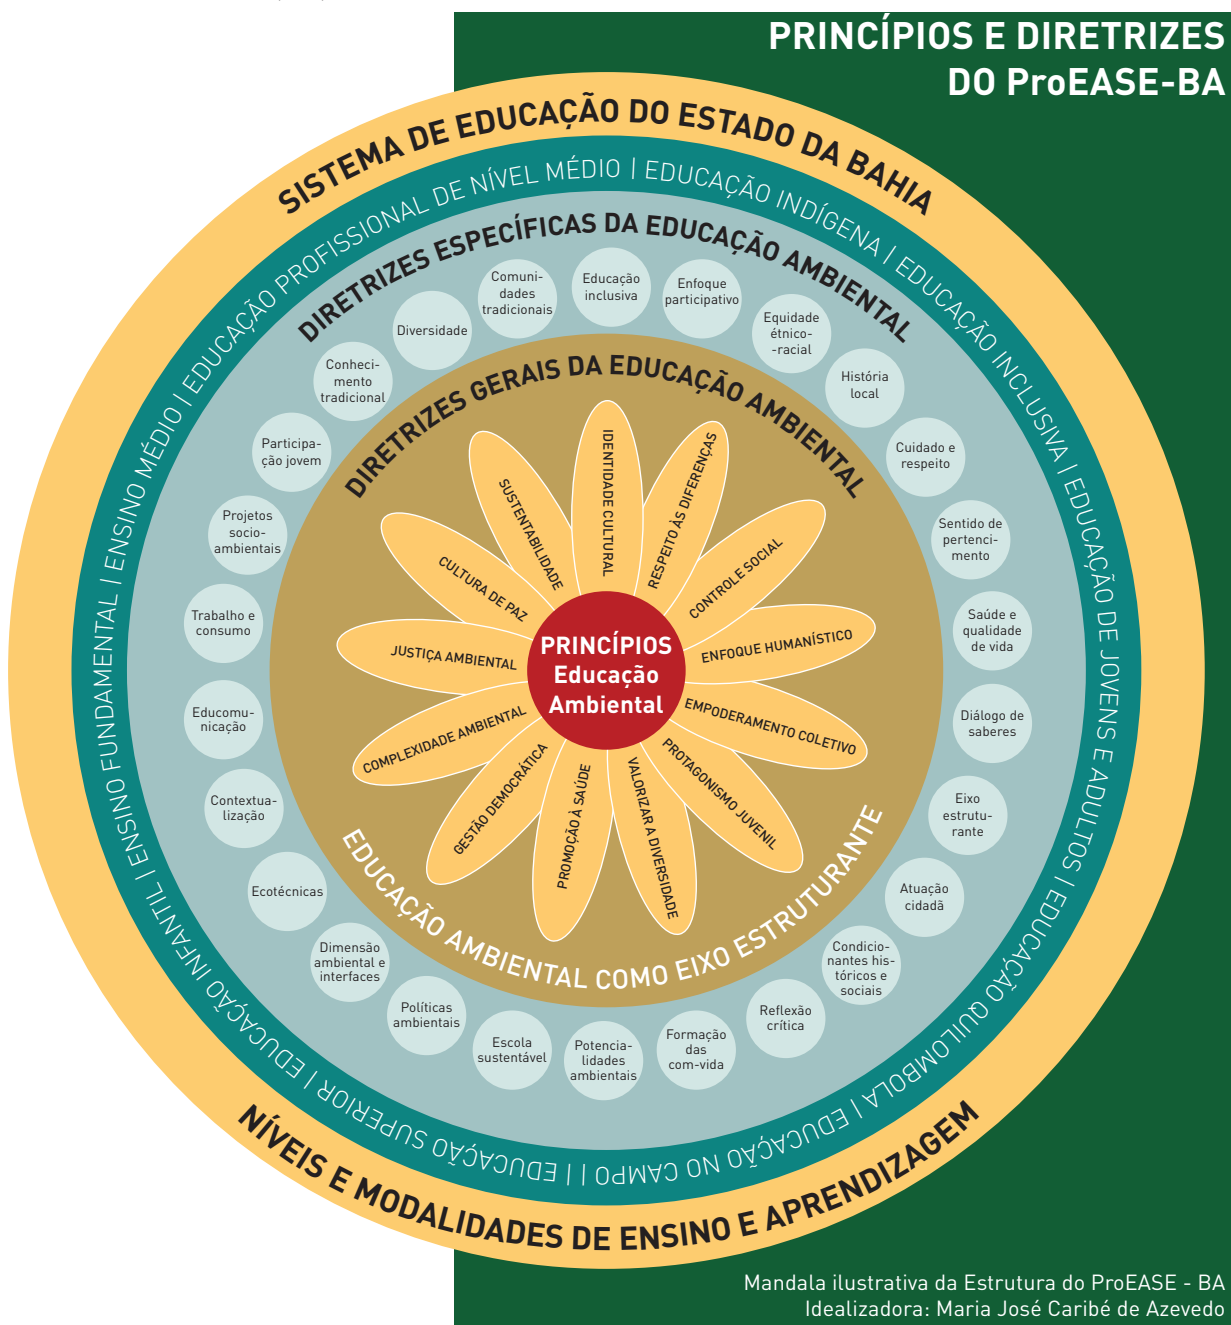 PRINCÍPIOS E DIRETRIZES
DO ProEASE-BA
SISTEMA DE EDUCAÇÃO DO ESTADO DA BAHIA
EDUCAÇÃO INFANTIL | ENSINO FUNDAMENTAL | ENSINO MÉDIO | EDUCAÇÃO PROFISSIONAL DE NÍVEL MÉDIO | EDUCAÇÃO INDÍGENA | EDUCAÇÃO INCLUSIVA | EDUCAÇÃO DE JOVENS E ADULTOS | EDUCAÇÃO QUILOMBOLA | EDUCAÇÃO NO CAMPO | | EDUCAÇÃO SUPERIOR |
DIRETRIZES ESPECÍFICAS DA EDUCAÇÃO AMBIENTAL
Educação
inclusiva
Enfoque
participativo
Equidade
étnico-
-racial
História
local
Cuidado e
respeito
Sentido de
pertenci-
mento
Saúde e
qualidade
de vida
Diálogo de
saberes
Eixo
estrutu-
rante
Atuação
cidadã
Condicio-
nantes his-
tóricos e
sociais
Reflexão
crítica
Formação
das
com-vida
Potencia-
lidades
ambientais
Escola
sustentável
Políticas
ambientais
Dimensão
ambiental e
interfaces
Ecotécnicas
Contextua-
lização
Educomu-
nicação
Trabalho e
consumo
Projetos
socio-
ambientais
Participa-
ção jovem
Conheci-
mento
tradicional
Diversidade
Comuni-
dades
tradicionais
DIRETRIZES GERAIS DA EDUCAÇÃO AMBIENTAL
IDENTIDADE CULTURAL
RESPEITO ÀS DIFERENÇAS
CONTROLE SOCIAL
ENFOQUE HUMANÍSTICO
EMPODERAMENTO COLETIVO
PROTAGONISMO JUVENIL
VALORIZAR A DIVERSIDADE
PROMOÇÃO À SAÚDE
GESTÃO DEMOCRÁTICA
COMPLEXIDADE AMBIENTAL
JUSTIÇA AMBIENTAL
CULTURA DE PAZ
SUSTENTABILIDADE
PRINCÍPIOS
Educação
Ambiental
EDUCAÇÃO AMBIENTAL COMO EIXO ESTRUTURANTE
NÍVEIS E MODALIDADES DE ENSINO E APRENDIZAGEM
Mandala ilustrativa da Estrutura do ProEASE - BA
Idealizadora: Maria José Caribé de Azevedo